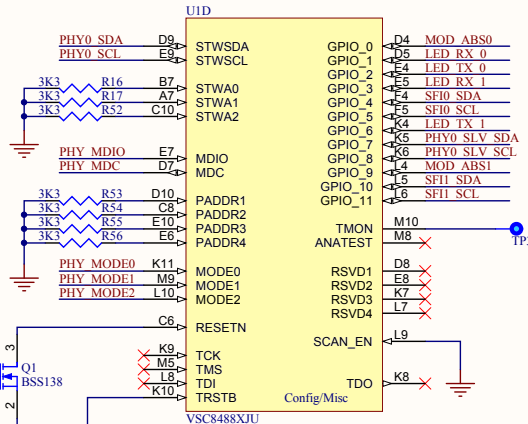 U1D
PHY0_SDA D9 STWSDA GPIO_0 D4 MOD_ABS0
PHY0_SCL E9 STWSCL GPIO_1 D5 LED_RX_0
GPIO_2 E4 LED_TX_0
3K3 R16 B7 STWA0 GPIO_3 E5 LED_RX_1
3K3 R17 A7 STWA1 GPIO_4 F4 SFI0_SDA
3K3 R52 C10 STWA2 GPIO_5 F5 SFI0_SCL
GPIO_6 K4 LED_TX_1
GPIO_7 K5 PHY0_SLV_SDA
PHY_MDIO E7 MDIO GPIO_8 K6 PHY0_SLV_SCL
PHY_MDC D7 MDC GPIO_9 L4 MOD_ABS1
GPIO_10 L5 SFI1_SDA
3K3 R53 D10 PADDR1 GPIO_11 L6 SFI1_SCL
3K3 R54 C8 PADDR2
3K3 R55 E10 PADDR3 TMON M10
3K3 R56 E6 PADDR4 ANATEST M8
PHY_MODE0 K11 MODE0 RSVD1 D8
PHY_MODE1 M9 MODE1 RSVD2 E8
PHY_MODE2 L10 MODE2 RSVD3 K7
RSVD4 L7
C6 RESETN
SCAN_EN L9
3 K9 TCK
Q1 M5 TMS
BSS138 L8 TDI TDO K8
2 K10 TRSTB Config/Misc
VSC8488XJU